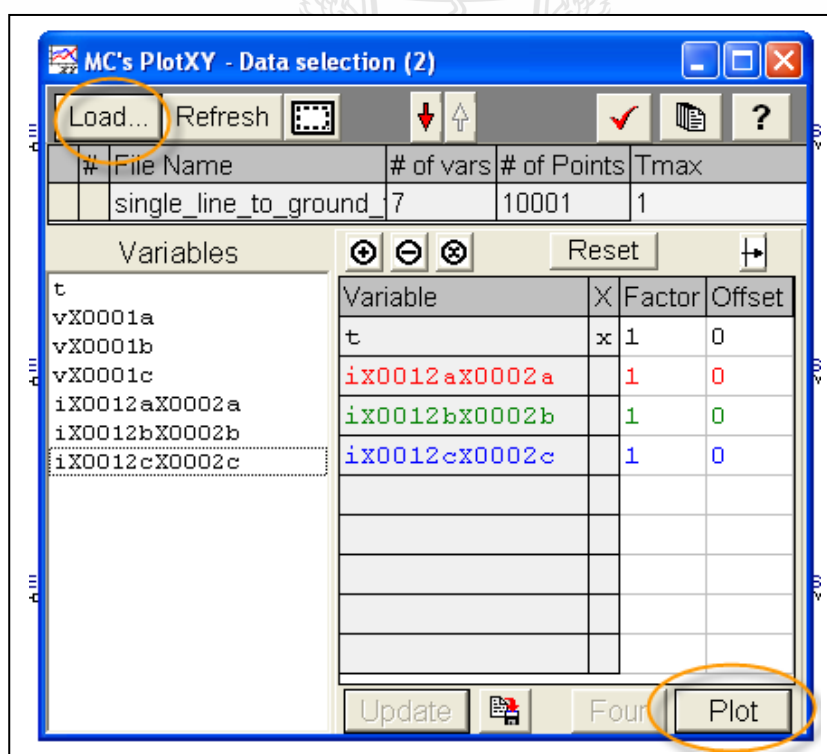 MC's PlotXY - Data selection (2)
Load... Refresh ?
# File Name # of vars # of Points Tmax
single_line_to_ground_ 7 10001 1
Variables Reset
t
vX0001a
vX0001b
vX0001c
iX0012aX0002a
iX0012bX0002b
iX0012cX0002c
Variable X Factor Offset
t x 1 0
iX0012aX0002a 1 0
iX0012bX0002b 1 0
iX0012cX0002c 1 0
Update Four Plot